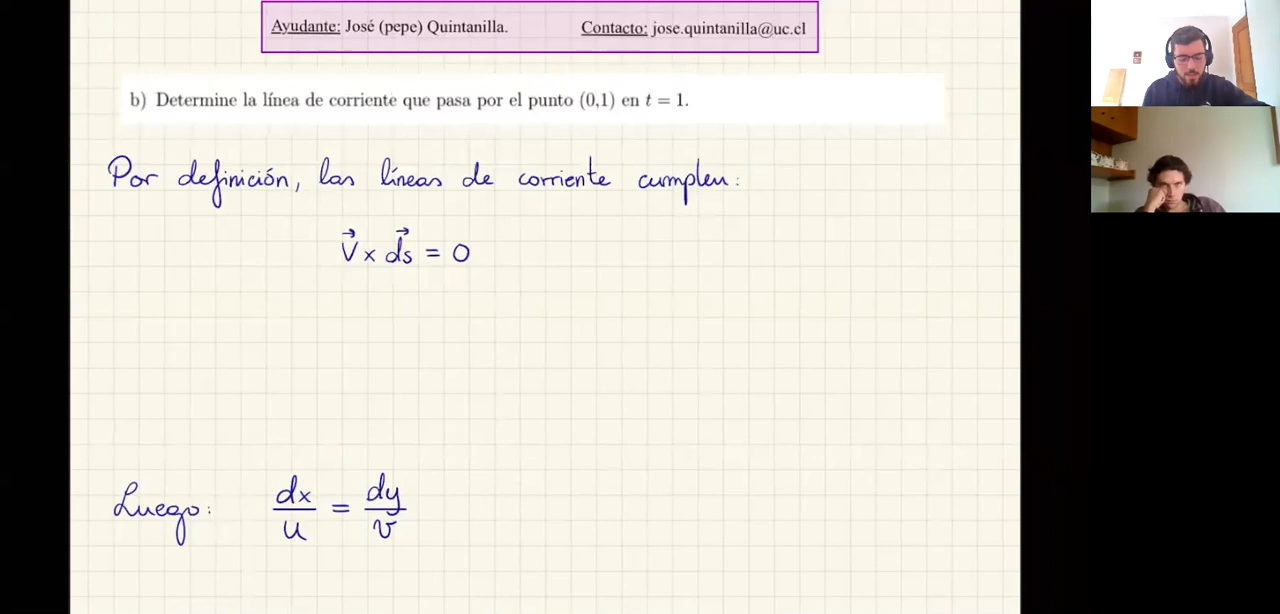 Ayudante: José (pepe) Quintanilla. Contacto: jose.quintanilla@uc.cl
b) Determine la línea de corriente que pasa por el punto (0,1) en t = 1.
Por definición, las líneas de corriente cumplen:
V⃗ x d⃗s = 0
Luego: dx/u = dy/v